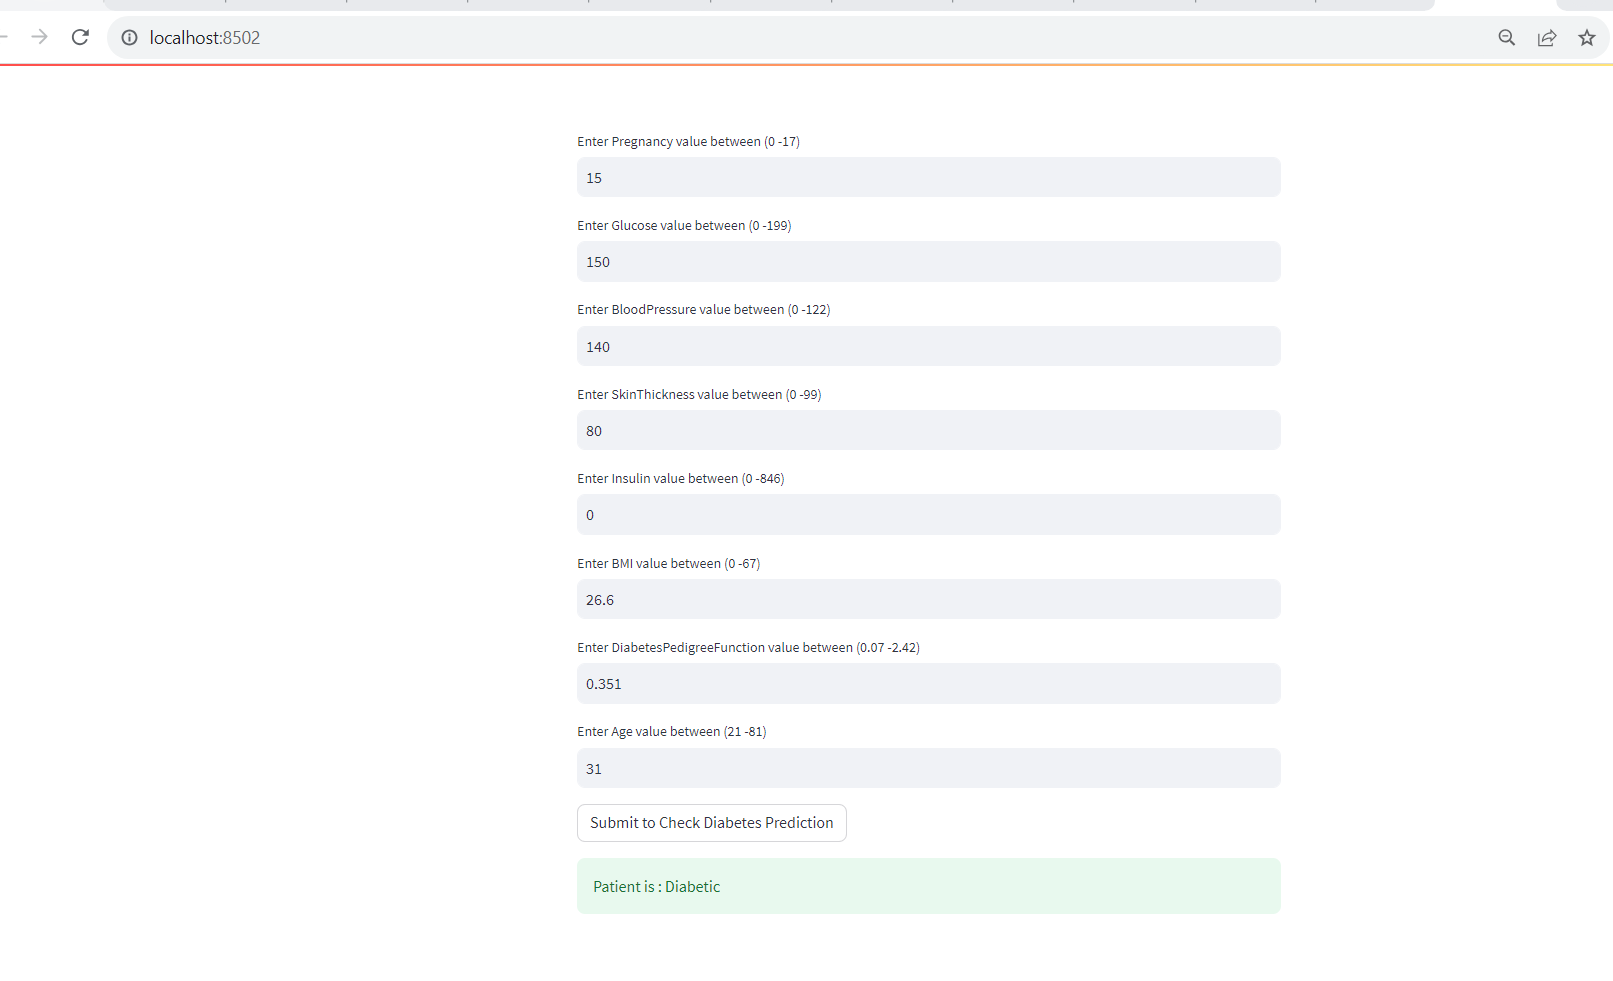 localhost:8502
Enter Pregnancy value between (0 -17)
15
Enter Glucose value between (0 -199)
150
Enter BloodPressure value between (0 -122)
140
Enter SkinThickness value between (0 -99)
80
Enter Insulin value between (0 -846)
0
Enter BMI value between (0 -67)
26.6
Enter DiabetesPedigreeFunction value between (0.07 -2.42)
0.351
Enter Age value between (21 -81)
31
Submit to Check Diabetes Prediction
Patient is : Diabetic